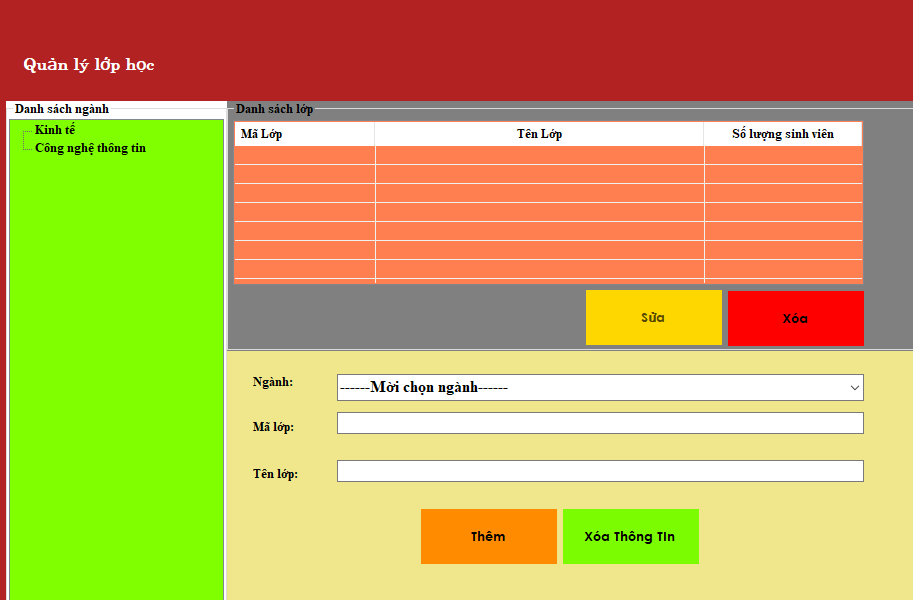 Quản lý lớp học
Danh sách ngành
Kinh tế
Công nghệ thông tin
Danh sách lớp
Mã Lớp Tên Lớp Số lượng sinh viên
Sửa Xóa
Ngành: ------Mời chọn ngành------
Mã lớp:
Tên lớp:
Thêm Xóa Thông Tin